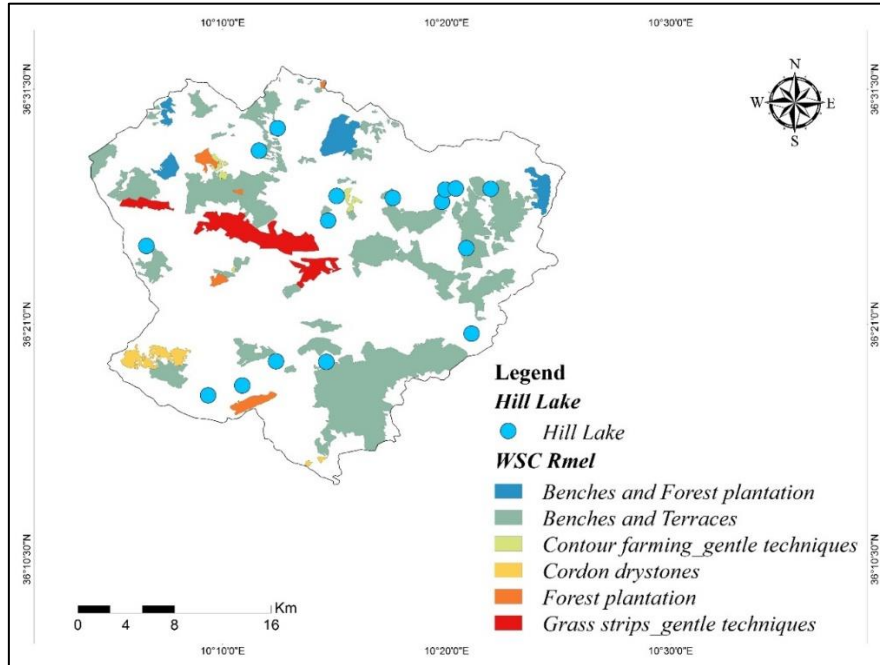 10°10'0"E 10°20'0"E 10°30'0"E
36°31'30"N 36°31'30"N
N
W E
S
36°21'0"N 36°21'0"N
Legend
Hill Lake
Hill Lake
WSC Rmel
Benches and Forest plantation
Benches and Terraces
Contour farming_gentle techniques
Cordon drystones
Forest plantation
Grass strips_gentle techniques
36°10'30"N 36°10'30"N
Km
0 4 8 16
10°10'0"E 10°20'0"E 10°30'0"E